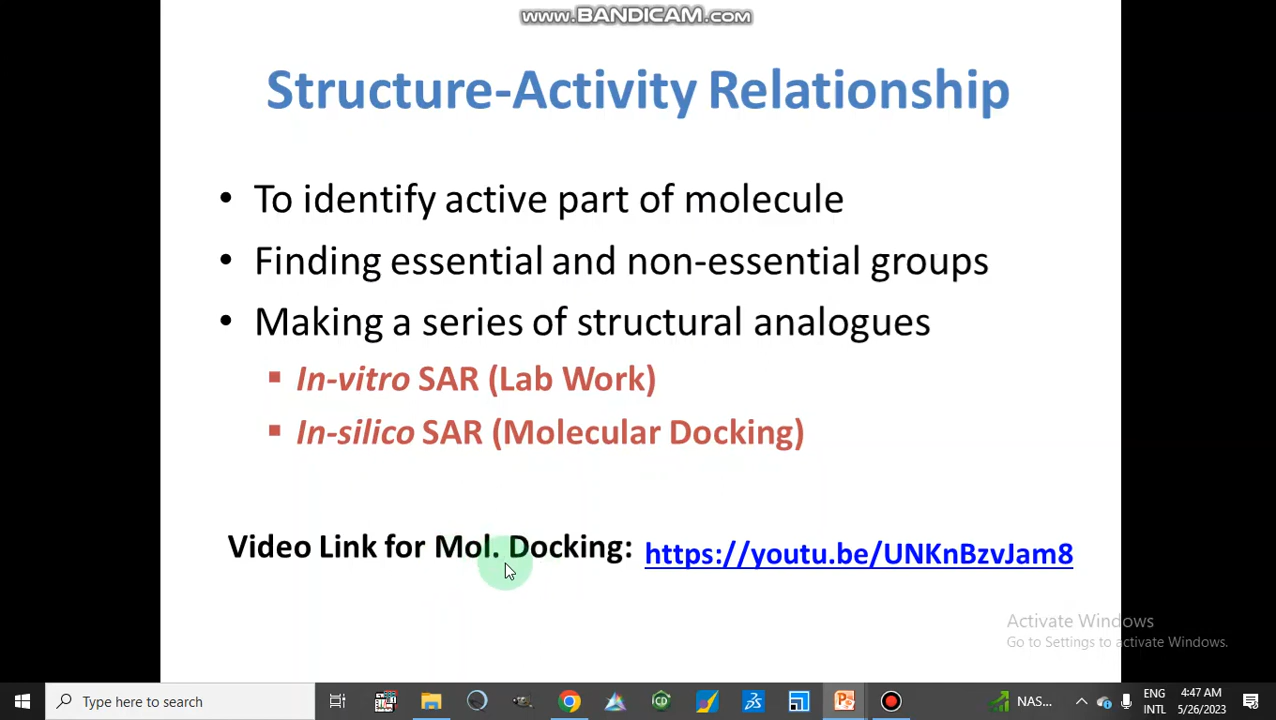 www.BANDICAM.com
Structure-Activity Relationship
• To identify active part of molecule
• Finding essential and non-essential groups
• Making a series of structural analogues
▪ In-vitro SAR (Lab Work)
▪ In-silico SAR (Molecular Docking)
Video Link for Mol. Docking: https://youtu.be/UNKnBzvJam8
Activate Windows
Go to Settings to activate Windows.
Type here to search
NAS...
ENG
INTL
4:47 AM
5/26/2023